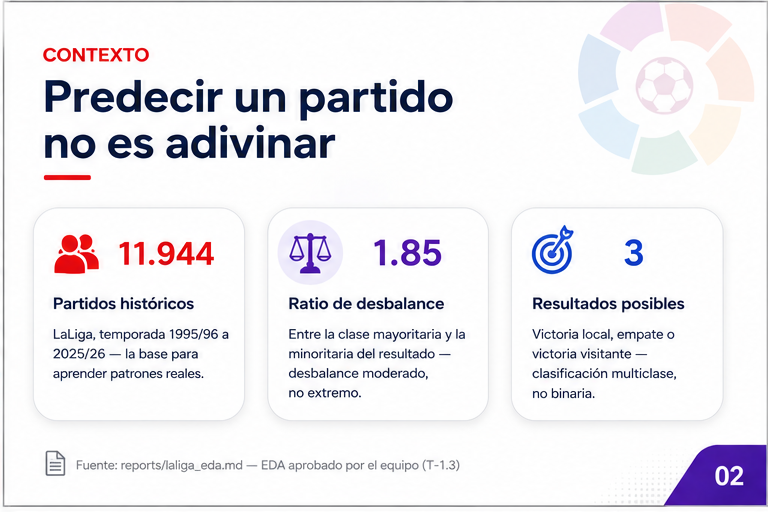 CONTEXTO
Predecir un partido
no es adivinar
11.944
Partidos históricos
LaLiga, temporada 1995/96 a
2025/26 — la base para
aprender patrones reales.
1.85
Ratio de desbalance
Entre la clase mayoritaria y la
minoritaria del resultado —
desbalance moderado,
no extremo.
3
Resultados posibles
Victoria local, empate o
victoria visitante —
clasificación multiclase,
no binaria.
Fuente: reports/laliga_eda.md — EDA aprobado por el equipo (T-1.3)
02